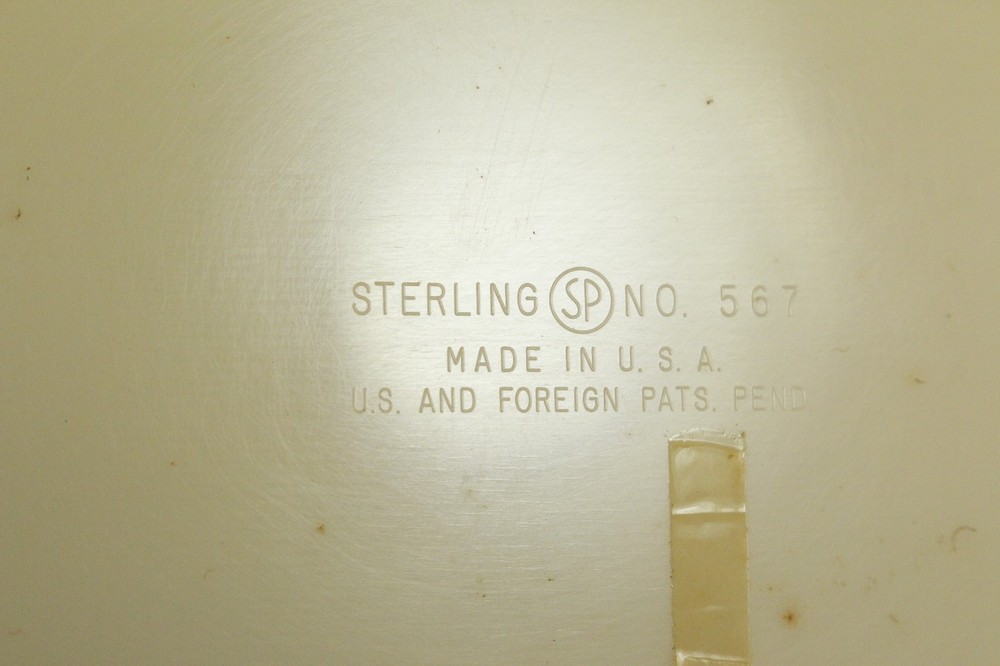 STERLING SP NO. 567
MADE IN U. S. A.
U.S. AND FOREIGN PATS. PEND